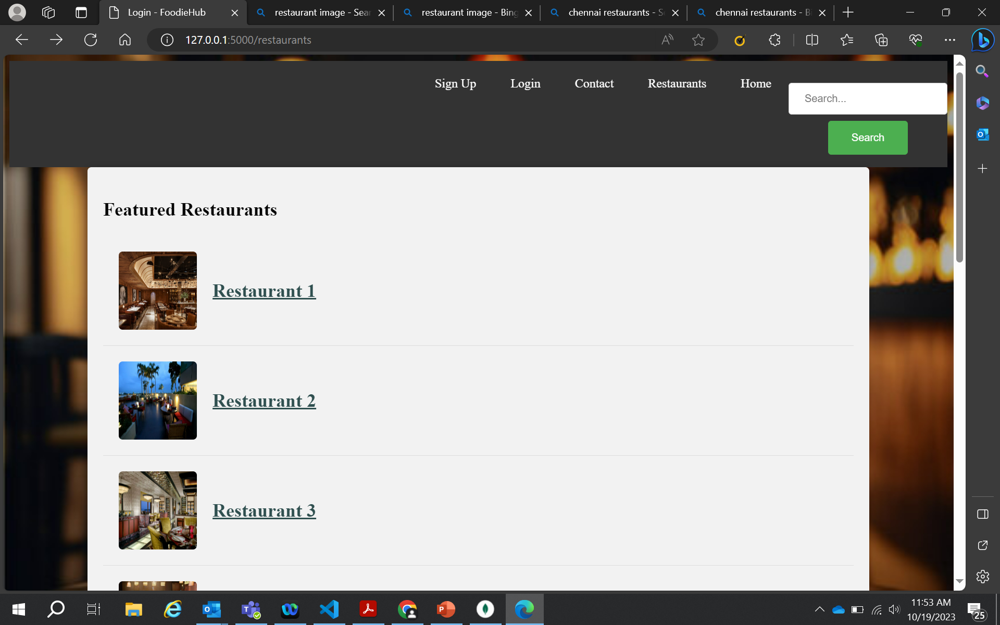 Login - FoodieHub
restaurant image - Sear
restaurant image - Bing
chennai restaurants - S
chennai restaurants - B
127.0.0.1:5000/restaurants
Sign Up
Login
Contact
Restaurants
Home
Search...
Search
Featured Restaurants
Restaurant 1
Restaurant 2
Restaurant 3
11:53 AM
10/19/2023
25